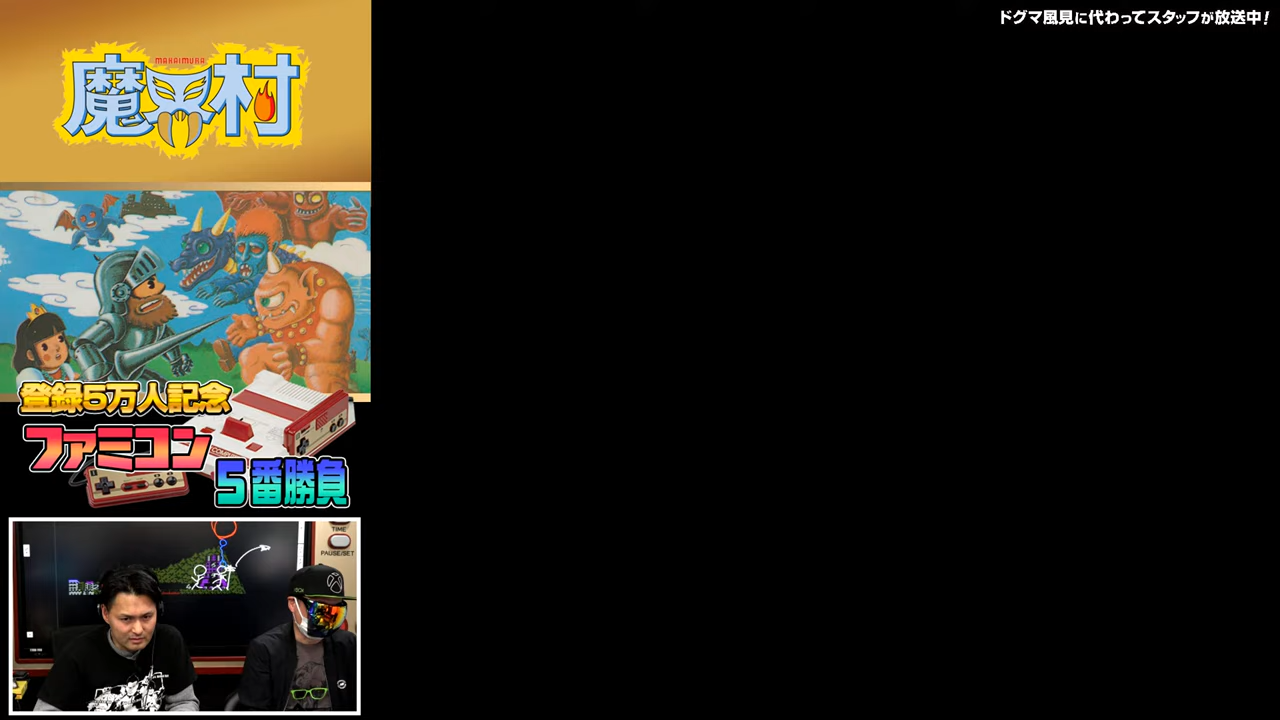 ドグマ風見に代わってスタッフが放送中!
MAKAIMURA
魔界村
登録5万人記念
ファミコン
5番勝負
TIME
PAUSE/SET
XBOX